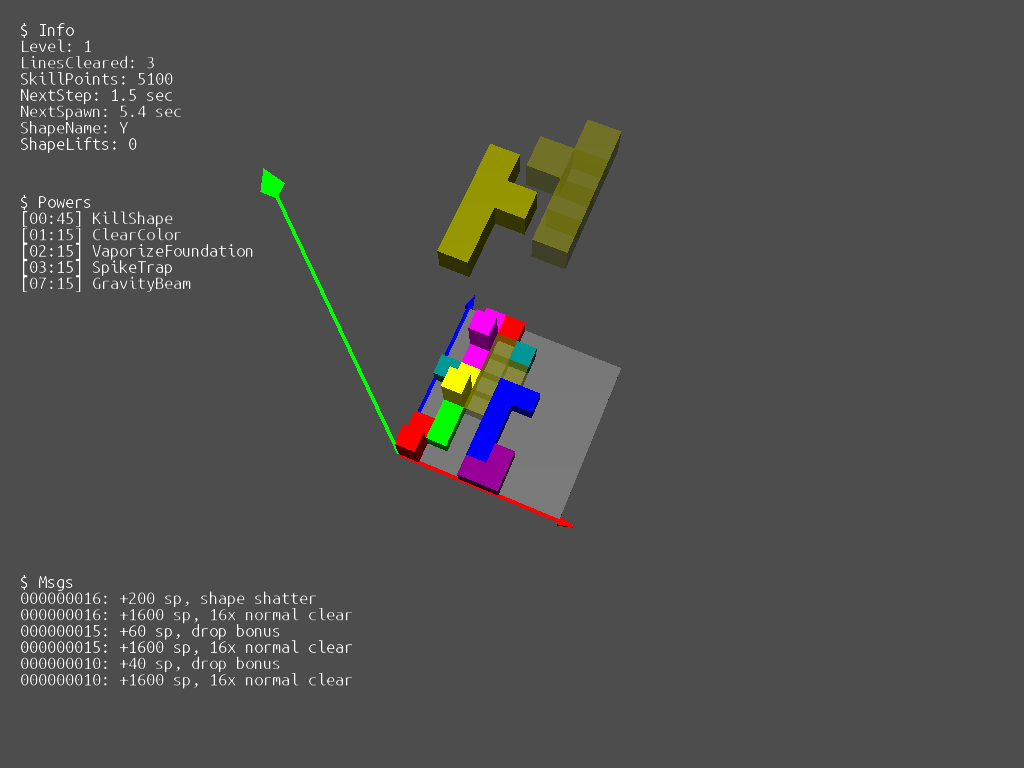 $ Info
Level: 1
LinesCleared: 3
SkillPoints: 5100
NextStep: 1.5 sec
NextSpawn: 5.4 sec
ShapeName: Y
ShapeLifts: 0
$ Powers
[00:45] KillShape
[01:15] ClearColor
[02:15] VaporizeFoundation
[03:15] SpikeTrap
[07:15] GravityBeam
$ Msgs
000000016: +200 sp, shape shatter
000000016: +1600 sp, 16x normal clear
000000015: +60 sp, drop bonus
000000015: +1600 sp, 16x normal clear
000000010: +40 sp, drop bonus
000000010: +1600 sp, 16x normal clear